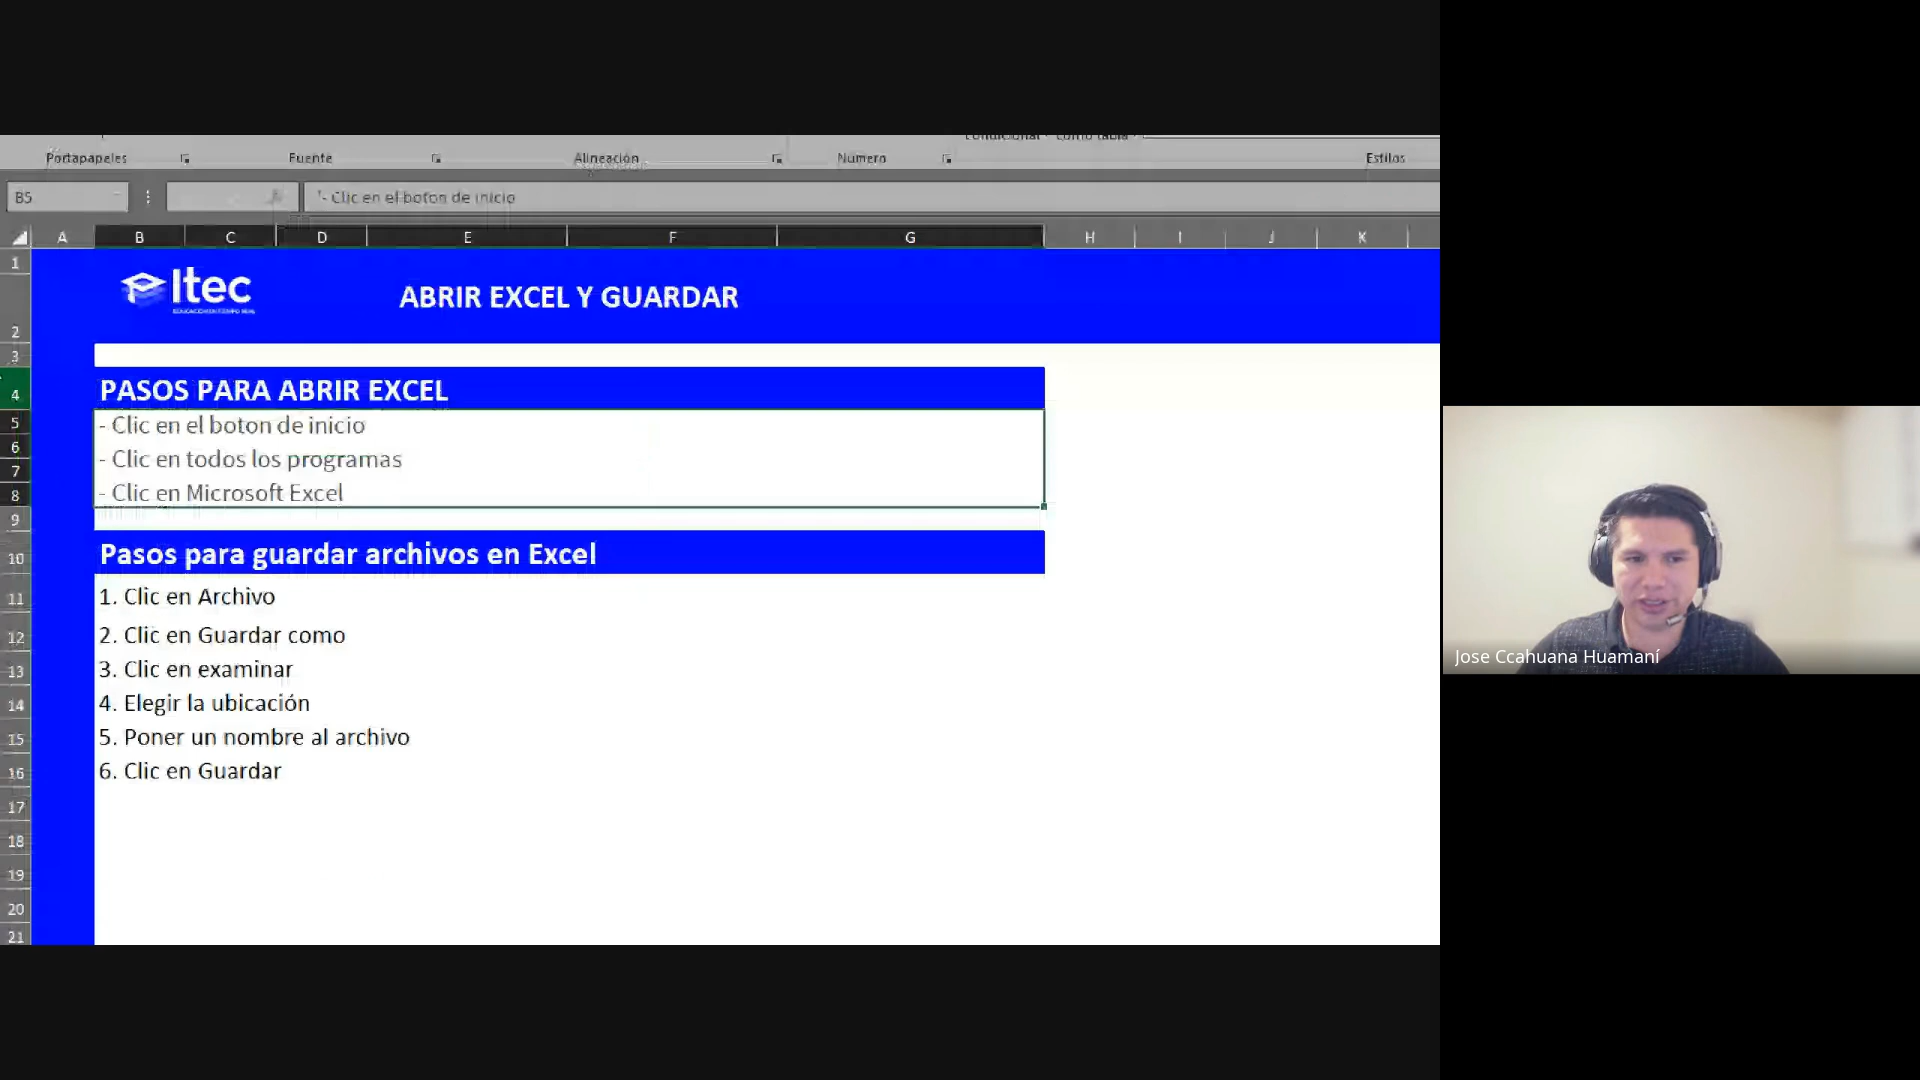 Portapapeles
Fuente
Alineación
Número
Estilos
B5
'- Clic en el boton de inicio
A B C D E F G H I J K
1
2
3
4
5
6
7
8
9
10
11
12
13
14
15
16
17
18
19
20
21
Itec
ABRIR EXCEL Y GUARDAR
PASOS PARA ABRIR EXCEL
- Clic en el boton de inicio
- Clic en todos los programas
- Clic en Microsoft Excel
Pasos para guardar archivos en Excel
1. Clic en Archivo
2. Clic en Guardar como
3. Clic en examinar
4. Elegir la ubicación
5. Poner un nombre al archivo
6. Clic en Guardar
Jose Ccahuana Huamaní